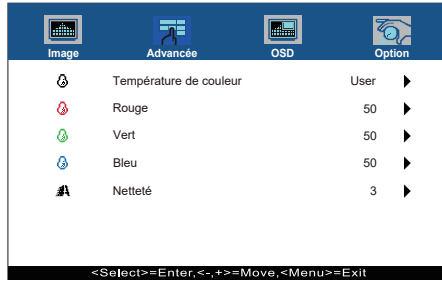 Image Advancée OSD Option
Température de couleur User
Rouge 50
Vert 50
Bleu 50
Netteté 3
<Select>=Enter,<-,+>=Move,<Menu>=Exit